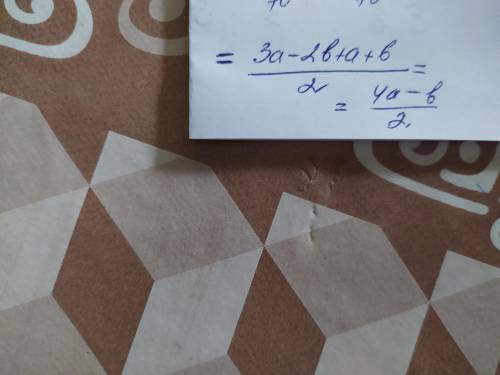 = (3a-2b+a+b)/2 =
= (4a-b)/2